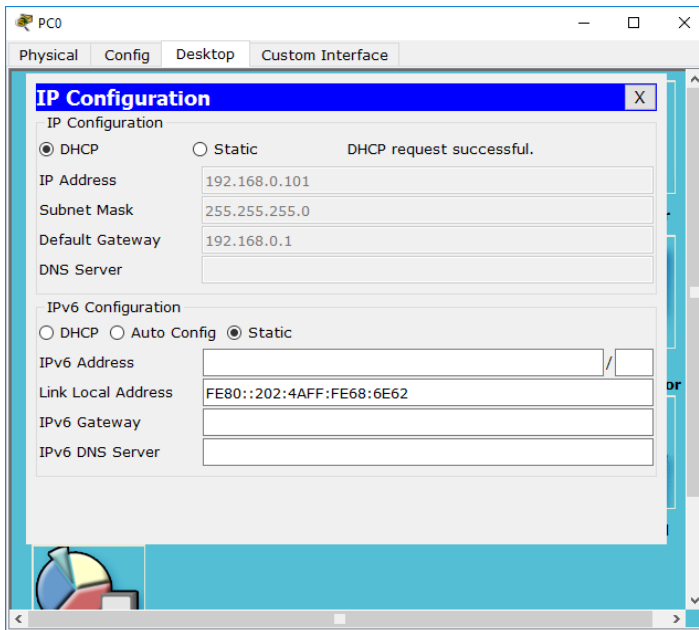 PC0
Physical Config Desktop Custom Interface
IP Configuration X
IP Configuration
DHCP Static DHCP request successful.
IP Address 192.168.0.101
Subnet Mask 255.255.255.0
Default Gateway 192.168.0.1
DNS Server
IPv6 Configuration
DHCP Auto Config Static
IPv6 Address /
Link Local Address FE80::202:4AFF:FE68:6E62
IPv6 Gateway
IPv6 DNS Server
or